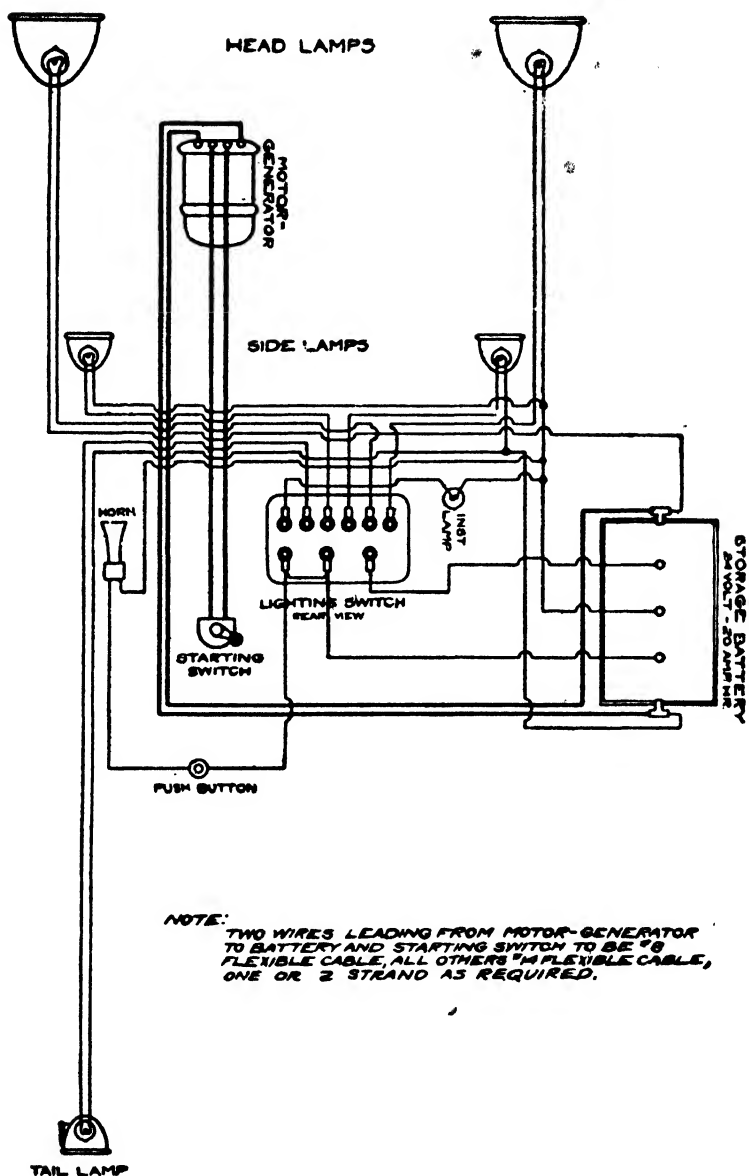 HEAD LAMPS
MOTOR-
GENERATOR
SIDE LAMPS
HORN
INST
LAMP
LIGHTING SWITCH
REAR VIEW
STARTING
SWITCH
STORAGE BATTERY
24 VOLT - 20 AMP HR.
PUSH BUTTON
NOTE:
TWO WIRES LEADING FROM MOTOR-GENERATOR
TO BATTERY AND STARTING SWITCH TO BE #8
FLEXIBLE CABLE, ALL OTHERS #14 FLEXIBLE CABLE,
ONE OR 2 STRAND AS REQUIRED.
TAIL LAMP